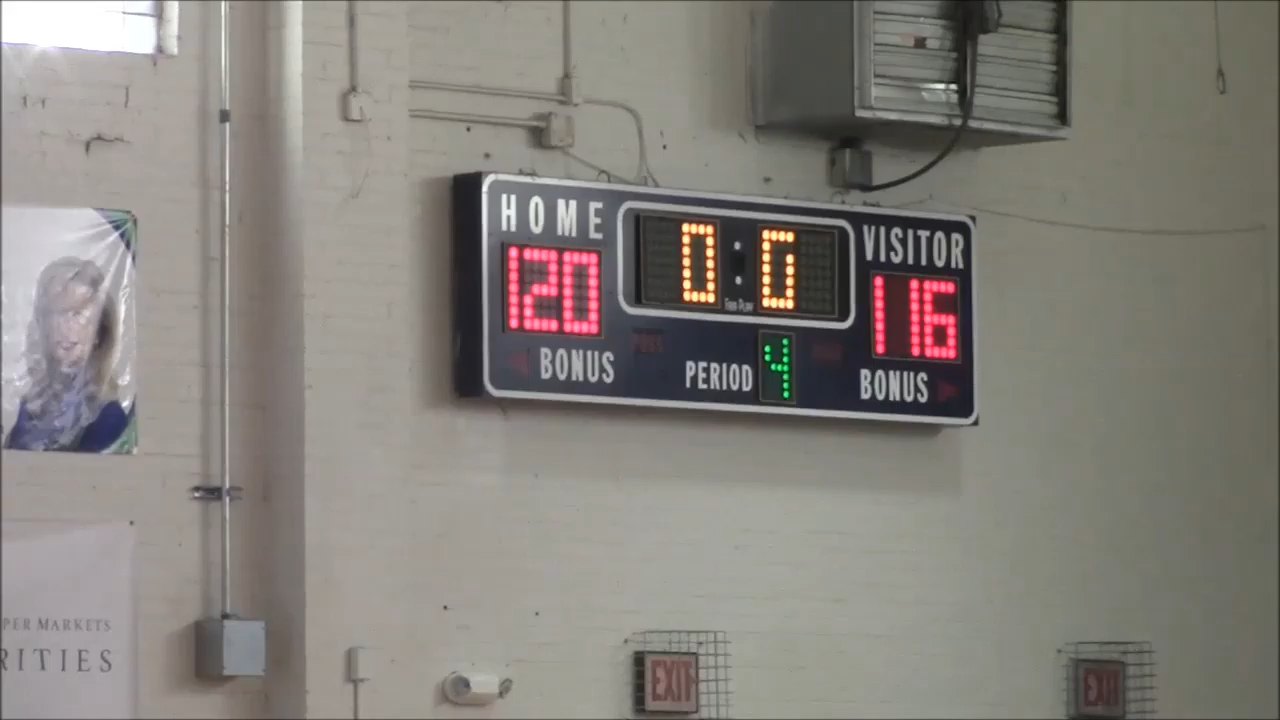 HOME
VISITOR
0:0
120
116
BONUS
PERIOD
4
BONUS
PER MARKETS
RITIES
EXIT
EXIT